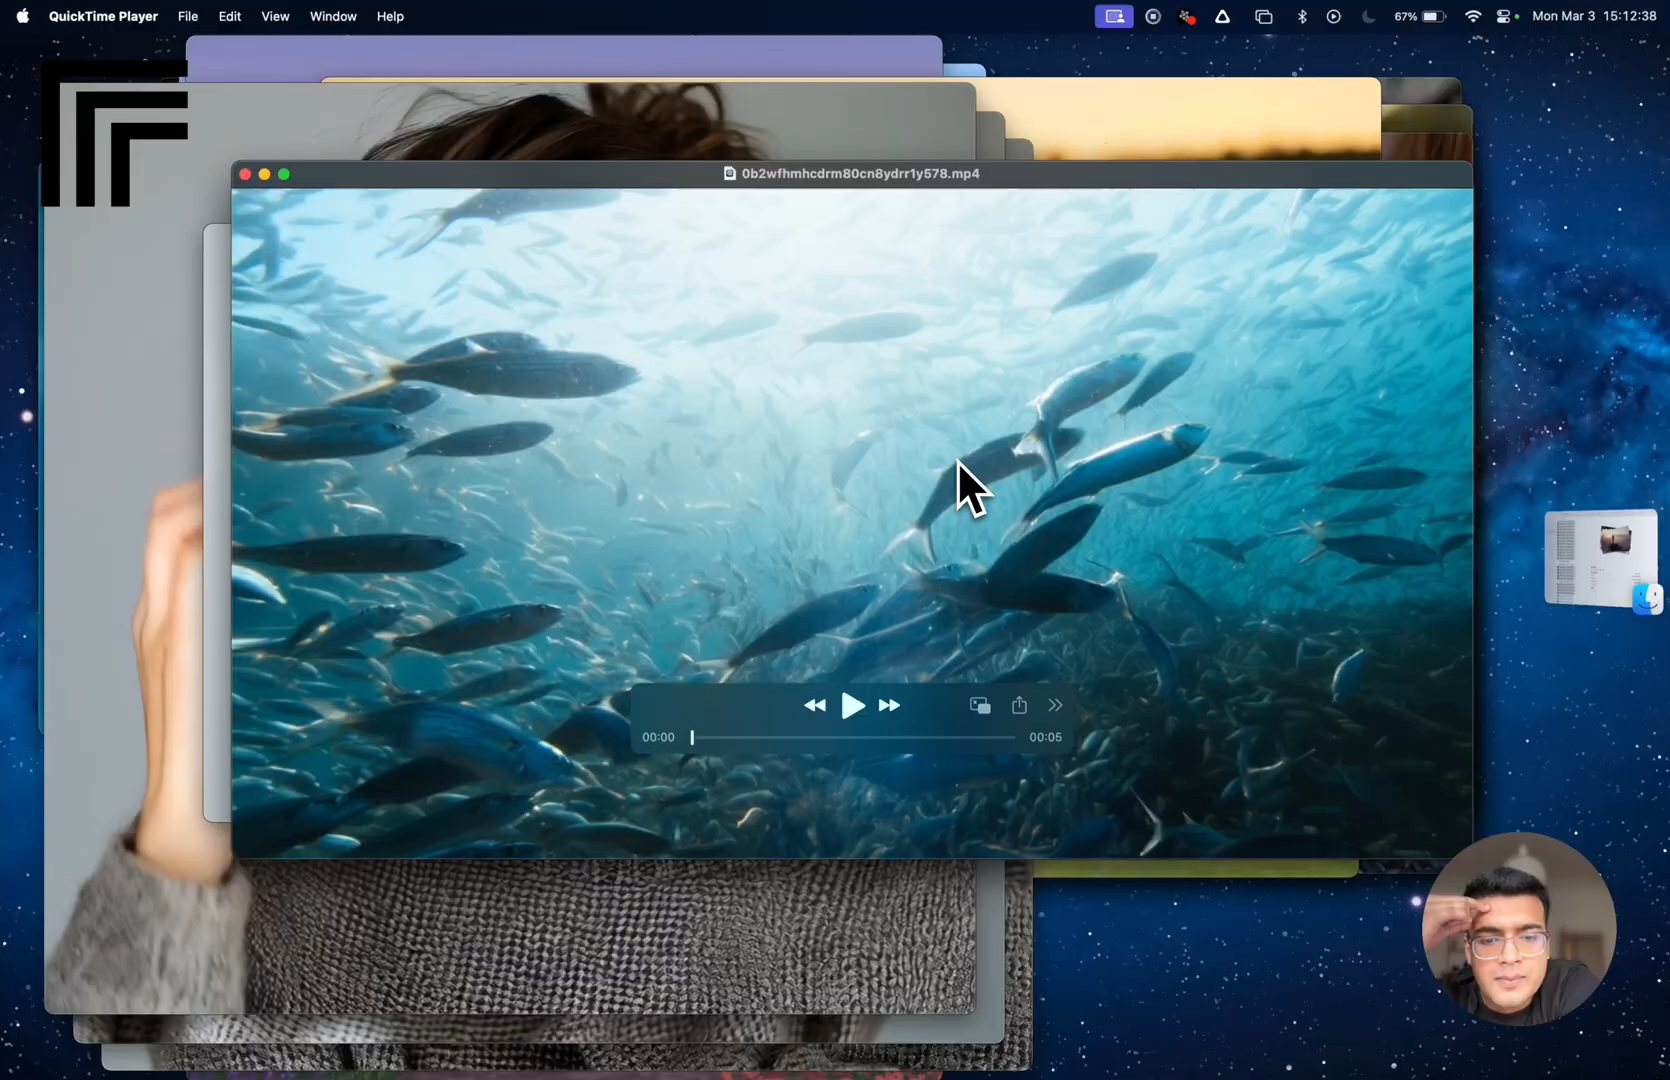 QuickTime Player File Edit View Window Help 67% Mon Mar 3 15:12:38
0b2wfhmhcdrm80cn8ydrr1y578.mp4
00:00 00:05